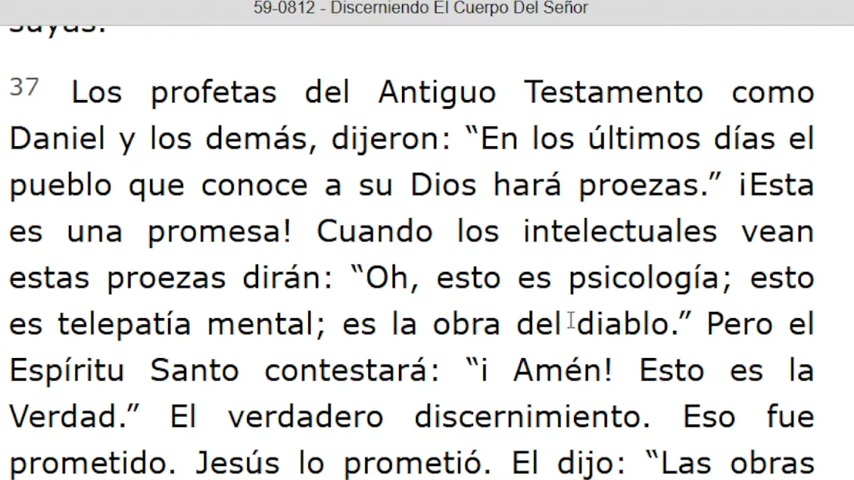 59-0812 - Discerniendo El Cuerpo Del Señor
suyas.
37 Los profetas del Antiguo Testamento como
Daniel y los demás, dijeron: “En los últimos días el
pueblo que conoce a su Dios hará proezas.” ¡Esta
es una promesa! Cuando los intelectuales vean
estas proezas dirán: “Oh, esto es psicología; esto
es telepatía mental; es la obra del diablo.” Pero el
Espíritu Santo contestará: “¡ Amén! Esto es la
Verdad.” El verdadero discernimiento. Eso fue
prometido. Jesús lo prometió. El dijo: “Las obras